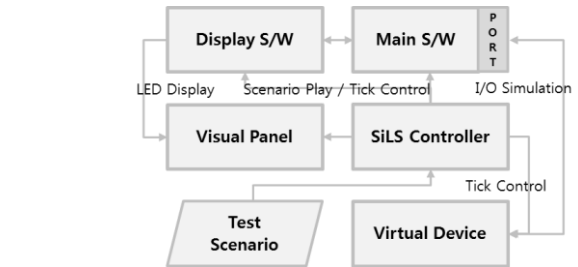 Display S/W
Main S/W
PORT
LED Display
Scenario Play / Tick Control
I/O Simulation
Visual Panel
SiLS Controller
Tick Control
Test
Scenario
Virtual Device